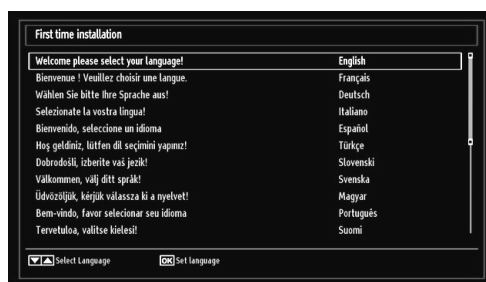 First time installation
Welcome please select your language! English
Bienvenue ! Veuillez choisir une langue. Français
Wählen Sie bitte Ihre Sprache aus! Deutsch
Selezionate la vostra lingua! Italiano
Bienvenido, seleccione un idioma Español
Hoş geldiniz, lütfen dil seçimini yapınız! Türkçe
Dobrodošli, izberite vaš jezik! Slovenski
Välkommen, välj ditt språk! Svenska
Üdvözöljük, kérjük válassza ki a nyelvet! Magyar
Bem-vindo, favor selecionar seu idioma Português
Tervetuloa, valitse kielesi! Suomi
Select Language OK Set language